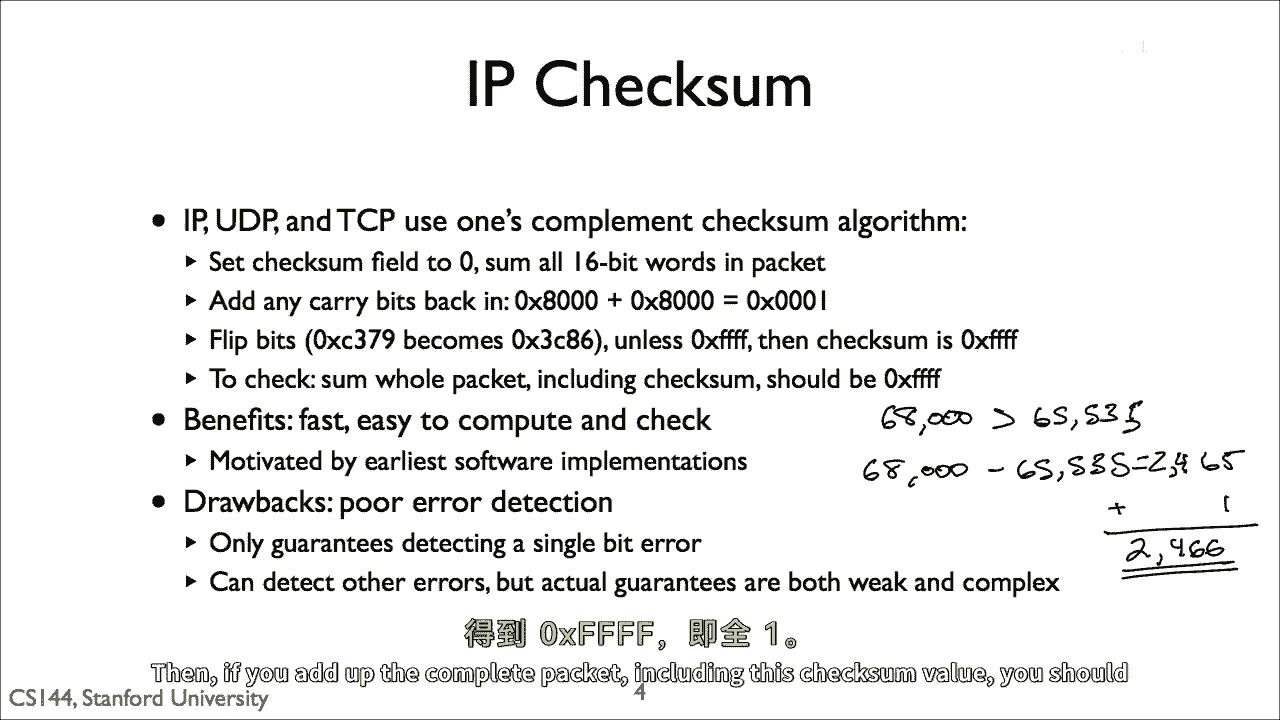 IP Checksum
• IP, UDP, and TCP use one's complement checksum algorithm:
‣ Set checksum field to 0, sum all 16-bit words in packet
‣ Add any carry bits back in: 0x8000 + 0x8000 = 0x0001
‣ Flip bits (0xc379 becomes 0x3c86), unless 0xffff, then checksum is 0xffff
‣ To check: sum whole packet, including checksum, should be 0xffff
• Benefits: fast, easy to compute and check
‣ Motivated by earliest software implementations
• Drawbacks: poor error detection
‣ Only guarantees detecting a single bit error
‣ Can detect other errors, but actual guarantees are both weak and complex
68,000 > 65,535
68,000 - 65,535=2,465
+ 1
2,466
得到 0xFFFF，即全 1。
Then, if you add up the complete packet, including this checksum value, you should
CS144, Stanford University
4